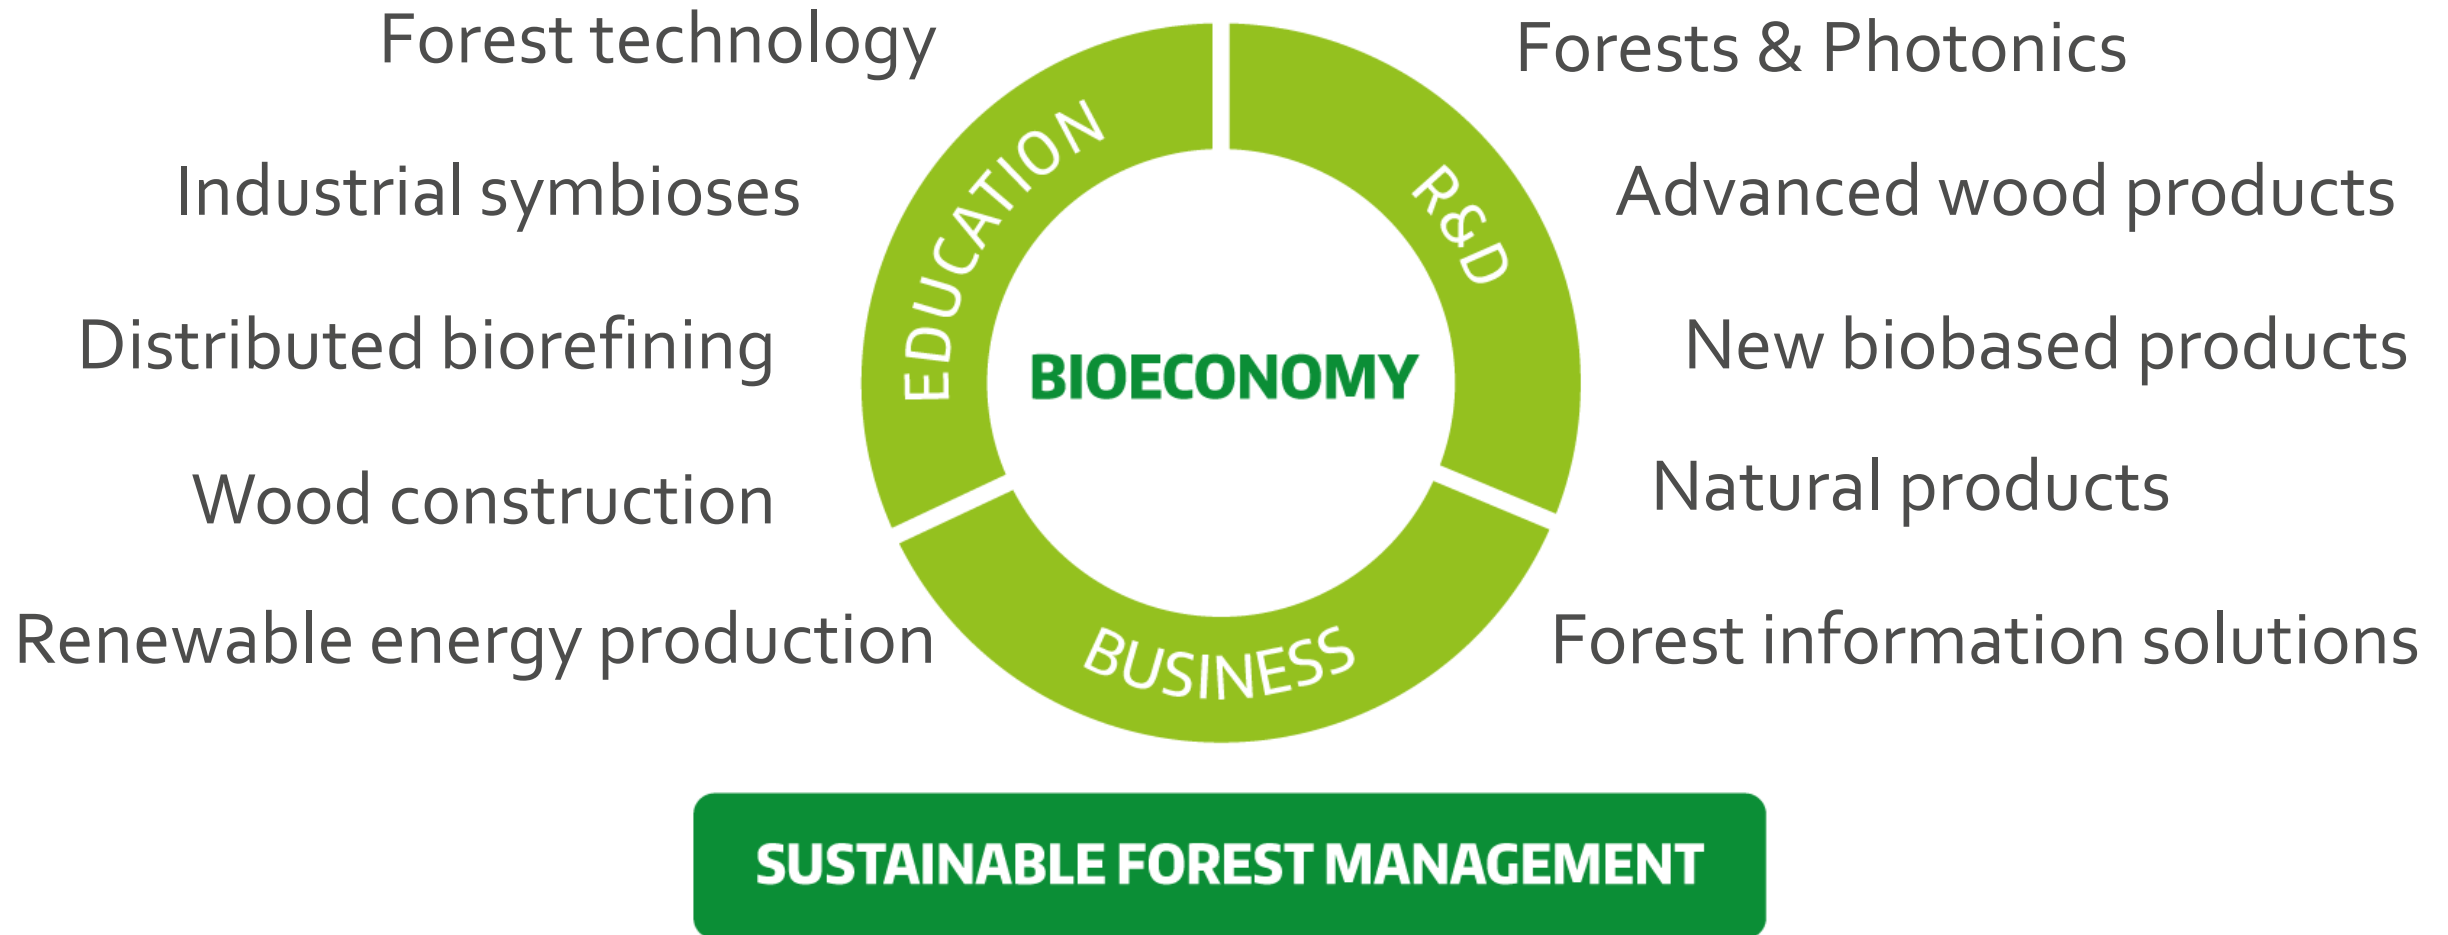 Forest technology
Industrial symbioses
Distributed biorefining
Wood construction
Renewable energy production
EDUCATION
R&D
BUSINESS
BIOECONOMY
Forests & Photonics
Advanced wood products
New biobased products
Natural products
Forest information solutions
SUSTAINABLE FOREST MANAGEMENT